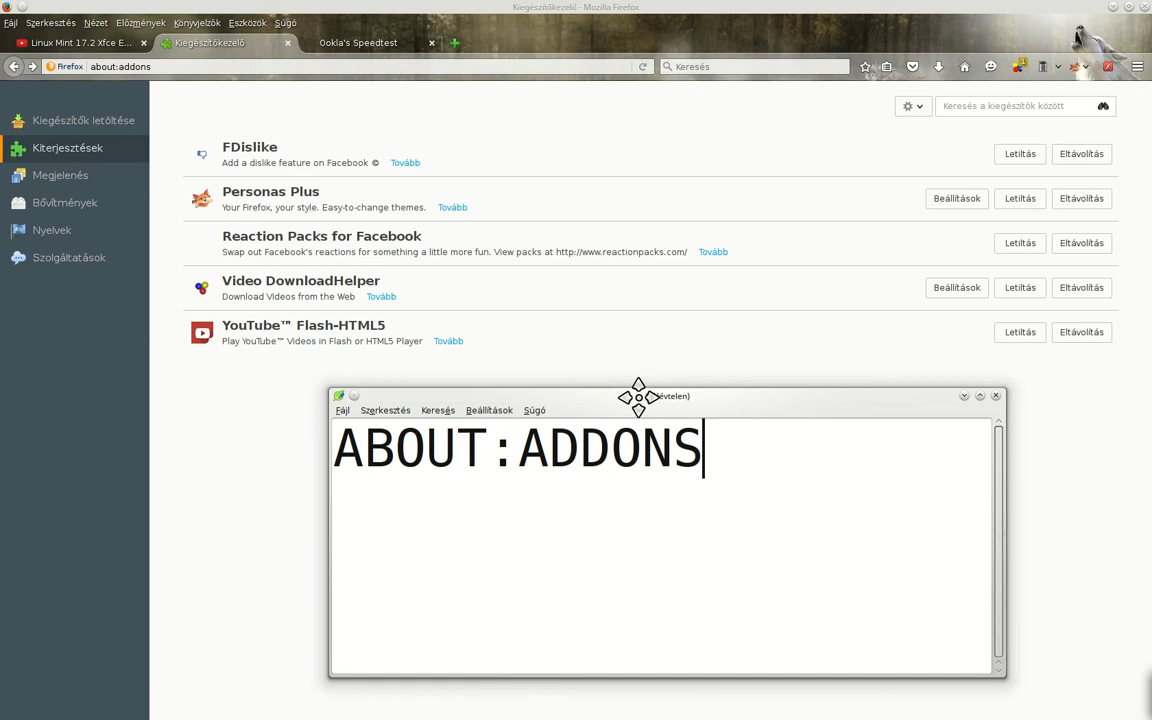 Kiegészítőkezelő - Mozilla Firefox
Fájl Szerkesztés Nézet Előzmények Könyvjelzők Eszközök Súgó
Linux Mint 17.2 Xfce E... Kiegészítőkezelő Ookla's Speedtest
Firefox about:addons Keresés
Keresés a kiegészítők között
Kiegészítők letöltése
Kiterjesztések
Megjelenés
Bővítmények
Nyelvek
Szolgáltatások
FDislike
Add a dislike feature on Facebook © Tovább
Letiltás Eltávolítás
Personas Plus
Your Firefox, your style. Easy-to-change themes. Tovább
Beállítások Letiltás Eltávolítás
Reaction Packs for Facebook
Swap out Facebook's reactions for something a little more fun. View packs at http://www.reactionpacks.com/ Tovább
Letiltás Eltávolítás
Video DownloadHelper
Download Videos from the Web Tovább
Beállítások Letiltás Eltávolítás
YouTube™ Flash-HTML5
Play YouTube™ Videos in Flash or HTML5 Player Tovább
Letiltás Eltávolítás
Fájl Szerkesztés Keresés Beállítások Súgó
ABOUT:ADDONS